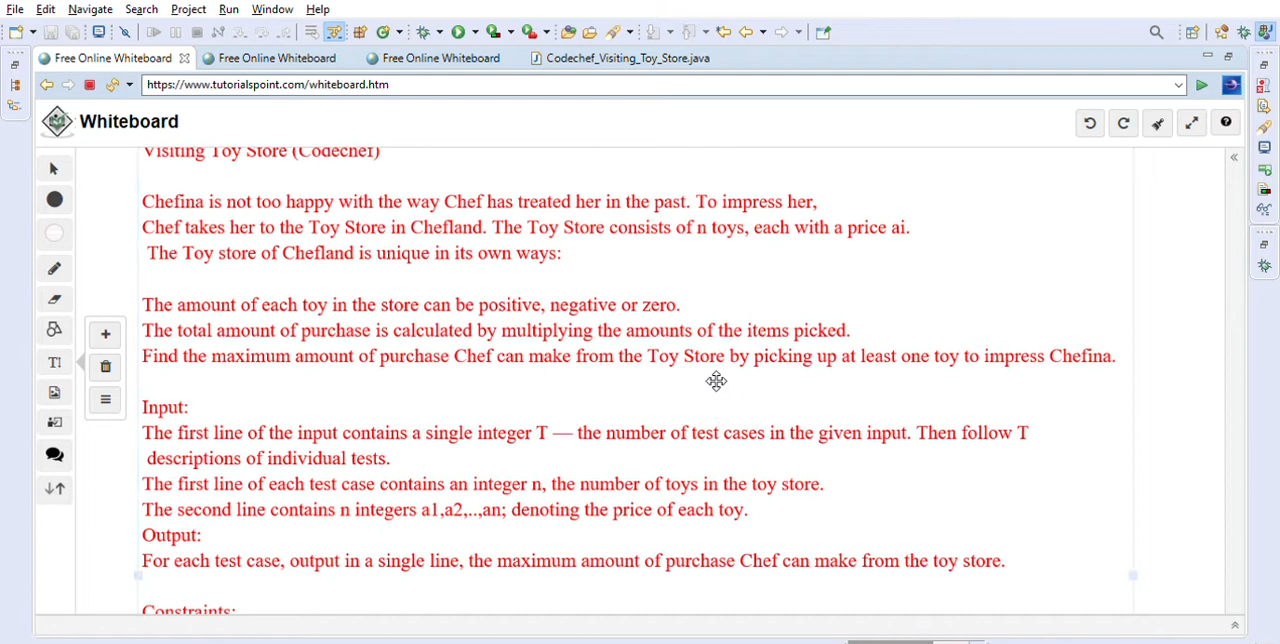 File Edit Navigate Search Project Run Window Help
Free Online Whiteboard Free Online Whiteboard Free Online Whiteboard Codechef_Visiting_Toy_Store.java
https://www.tutorialspoint.com/whiteboard.htm
Whiteboard
Visiting Toy Store (Codechef)
Chefina is not too happy with the way Chef has treated her in the past. To impress her,
Chef takes her to the Toy Store in Chefland. The Toy Store consists of n toys, each with a price ai.
The Toy store of Chefland is unique in its own ways:
The amount of each toy in the store can be positive, negative or zero.
The total amount of purchase is calculated by multiplying the amounts of the items picked.
Find the maximum amount of purchase Chef can make from the Toy Store by picking up at least one toy to impress Chefina.
Input:
The first line of the input contains a single integer T — the number of test cases in the given input. Then follow T
descriptions of individual tests.
The first line of each test case contains an integer n, the number of toys in the toy store.
The second line contains n integers a1,a2,..,an; denoting the price of each toy.
Output:
For each test case, output in a single line, the maximum amount of purchase Chef can make from the toy store.
Constraints: